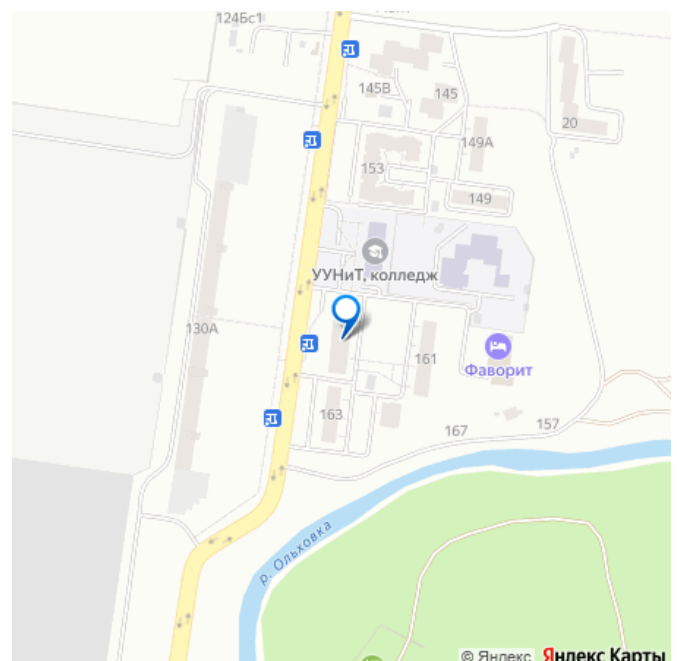 124Бс1
145В
145
20
149А
153
149
УУНиТ, колледж
130А
161
Фаворит
163
157
167
р. Ольховка
© Яндекс Яндекс Карты